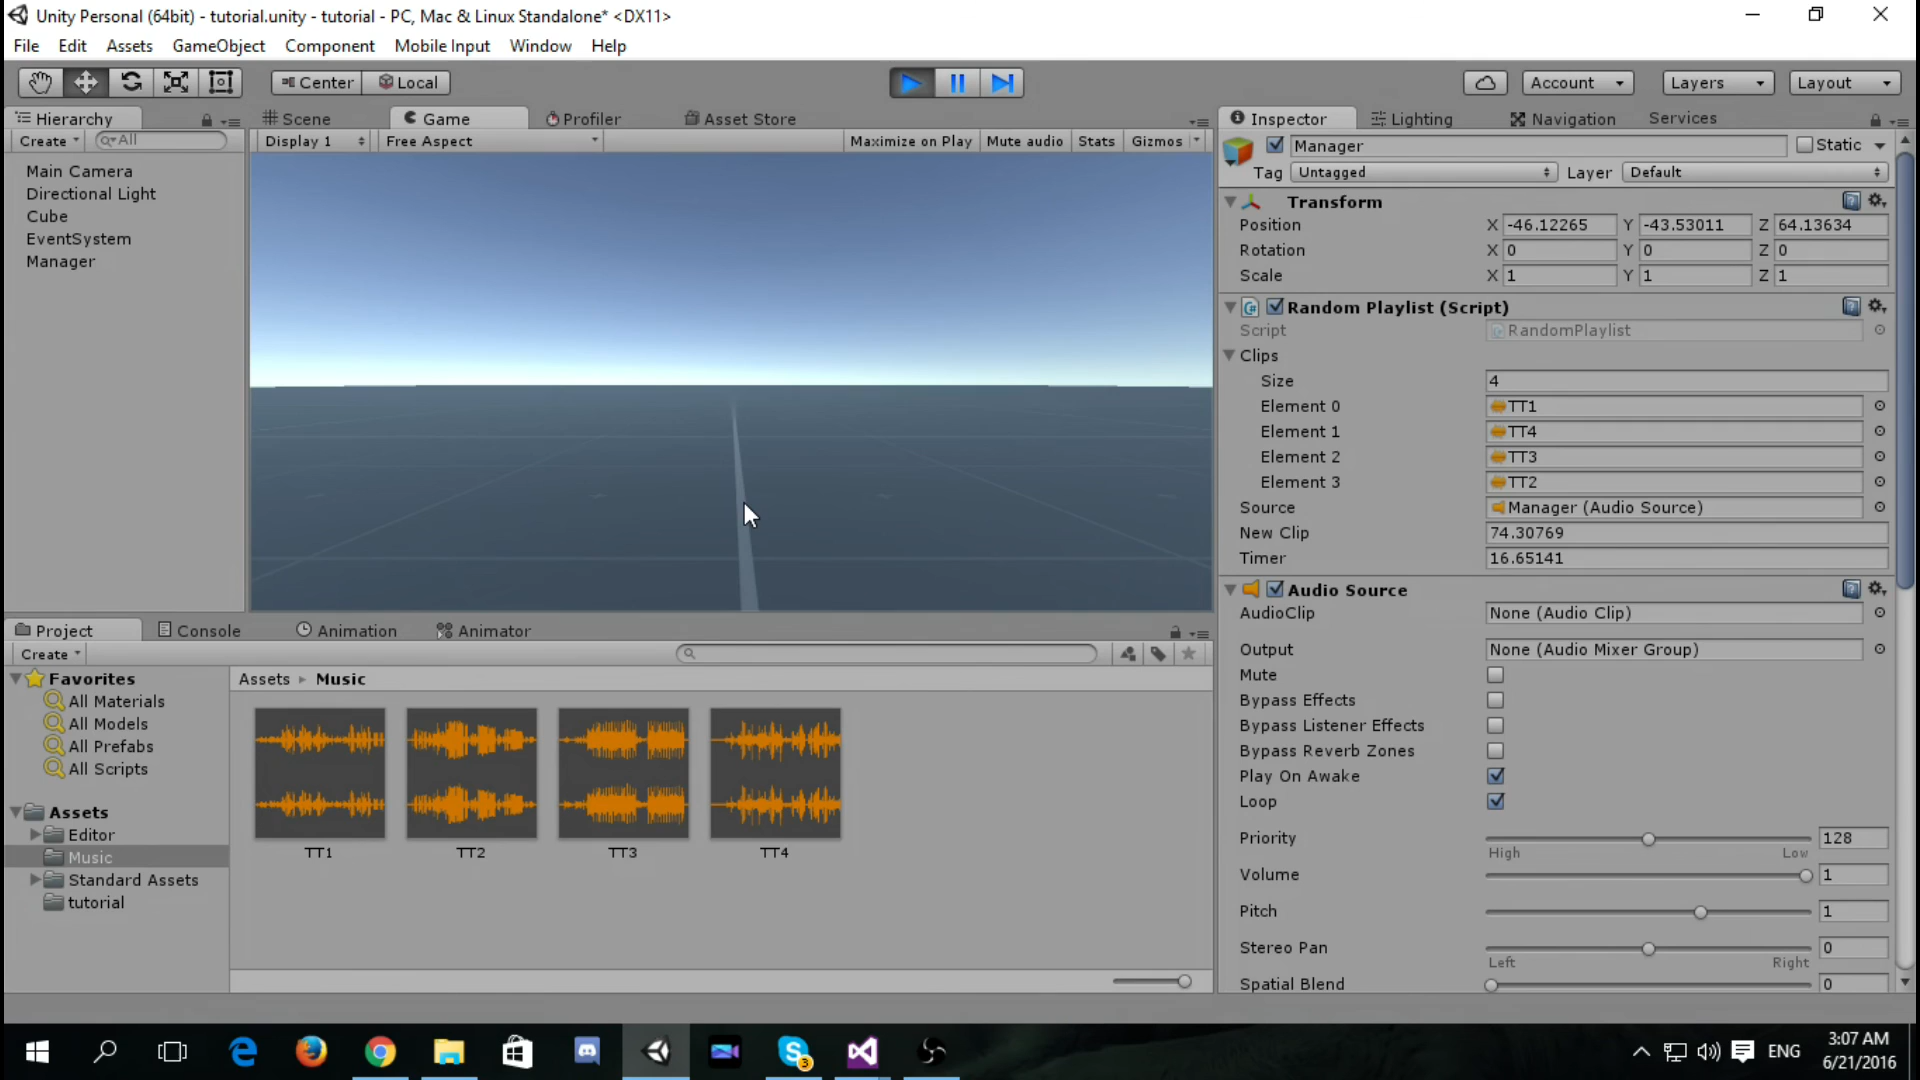 Unity Personal (64bit) - tutorial.unity - tutorial - PC, Mac & Linux Standalone* <DX11>
File Edit Assets GameObject Component Mobile Input Window Help
Center Local Account Layers Layout
Hierarchy
Create All
Main Camera
Directional Light
Cube
EventSystem
Manager
Scene Game Profiler Asset Store
Display 1 Free Aspect Maximize on Play Mute audio Stats Gizmos
Inspector Lighting Navigation Services
Manager Static
Tag Untagged Layer Default
Transform
Position X -46.12265 Y -43.53011 Z 64.13634
Rotation X 0 Y 0 Z 0
Scale X 1 Y 1 Z 1
Random Playlist (Script)
Script RandomPlaylist
Clips
Size 4
Element 0 TT1
Element 1 TT4
Element 2 TT3
Element 3 TT2
Source Manager (Audio Source)
New Clip 74.30769
Timer 16.65141
Audio Source
AudioClip None (Audio Clip)
Output None (Audio Mixer Group)
Mute
Bypass Effects
Bypass Listener Effects
Bypass Reverb Zones
Play On Awake
Loop
Priority 128
High Low
Volume 1
Pitch 1
Stereo Pan 0
Left Right
Spatial Blend 0
Project Console Animation Animator
Create
Favorites
All Materials
All Models
All Prefabs
All Scripts
Assets
Editor
Music
Standard Assets
tutorial
Assets Music
TT1 TT2 TT3 TT4
3
ENG
3:07 AM
6/21/2016